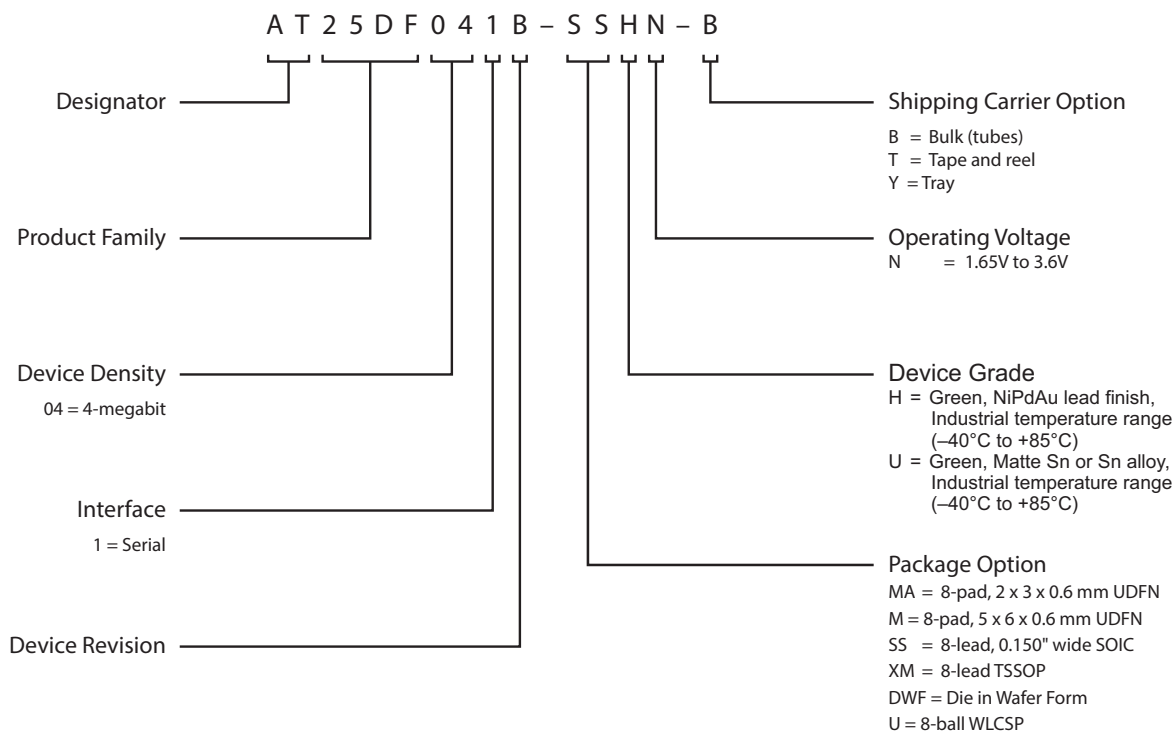 A T 2 5 D F 0 4 1 B – S S H N – B
Designator
Product Family
Device Density
04 = 4-megabit
Interface
1 = Serial
Device Revision
Shipping Carrier Option
B = Bulk (tubes)
T = Tape and reel
Y = Tray
Operating Voltage
N = 1.65V to 3.6V
Device Grade
H = Green, NiPdAu lead finish,
Industrial temperature range
(–40°C to +85°C)
U = Green, Matte Sn or Sn alloy,
Industrial temperature range
(–40°C to +85°C)
Package Option
MA = 8-pad, 2 x 3 x 0.6 mm UDFN
M = 8-pad, 5 x 6 x 0.6 mm UDFN
SS = 8-lead, 0.150" wide SOIC
XM = 8-lead TSSOP
DWF = Die in Wafer Form
U = 8-ball WLCSP